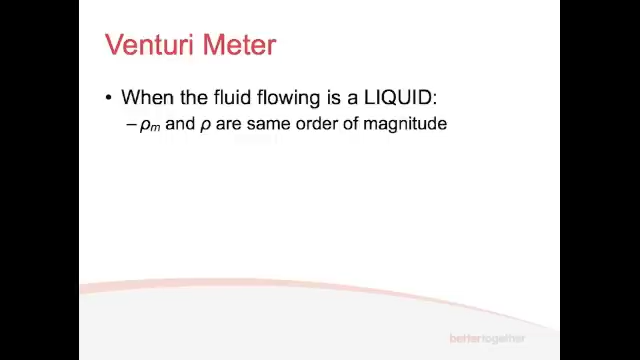 Venturi Meter
• When the fluid flowing is a LIQUID:
– ρm and ρ are same order of magnitude
bettertogether